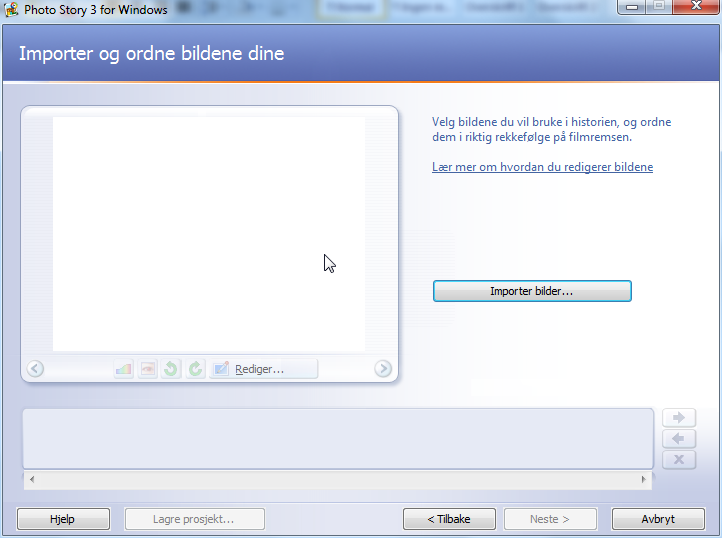 Photo Story 3 for Windows
Importer og ordne bildene dine
Velg bildene du vil bruke i historien, og ordne
dem i riktig rekkefølge på filmremsen.
Lær mer om hvordan du redigerer bildene
Importer bilder...
Rediger...
Hjelp
Lagre prosjekt...
< Tilbake
Neste >
Avbryt